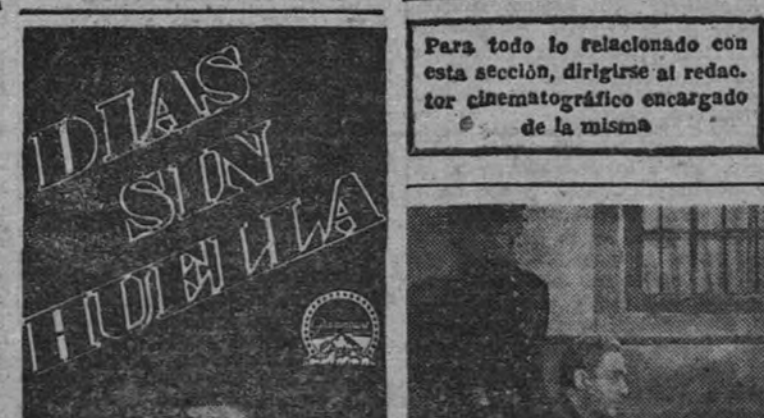 DIAS
SIN
HUELLA
Paramount
Para todo lo relacionado con
esta sección, dirigirse al redac.
tor cinematográfico encargado
de la misma